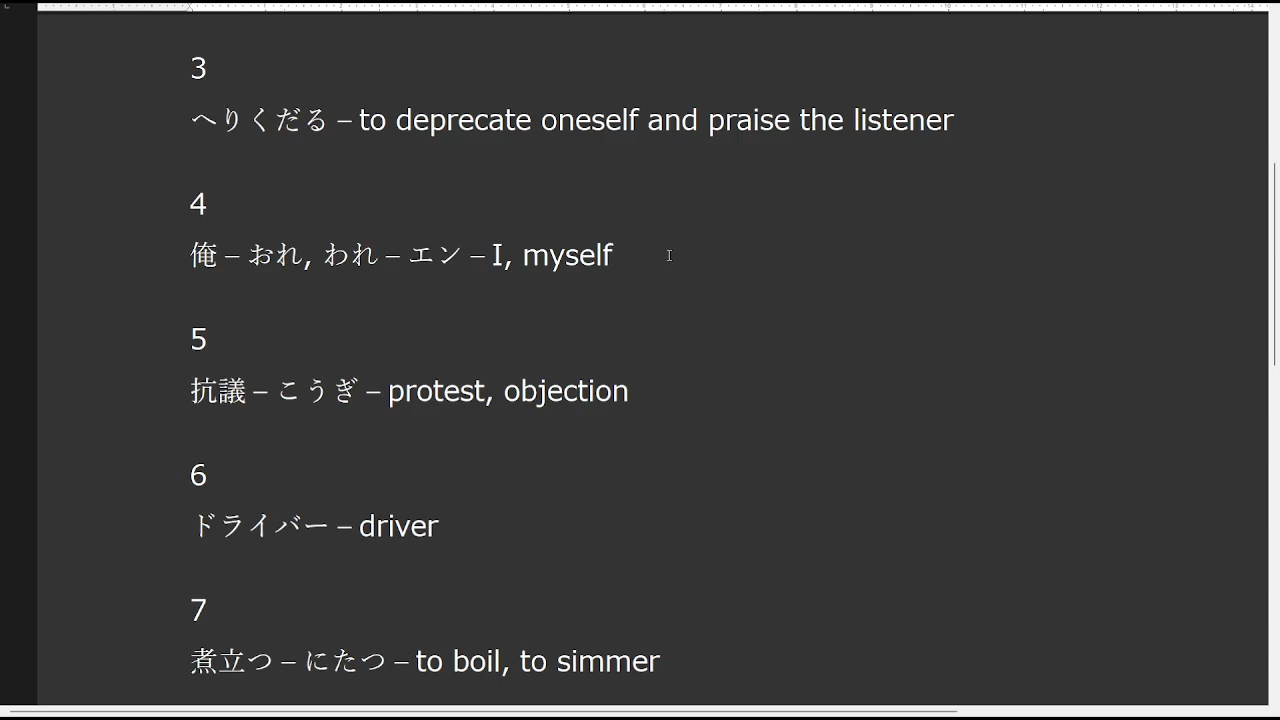 3
へりくだる – to deprecate oneself and praise the listener
4
俺 – おれ, われ – エン – I, myself
5
抗議 – こうぎ – protest, objection
6
ドライバー – driver
7
煮立つ – にたつ – to boil, to simmer